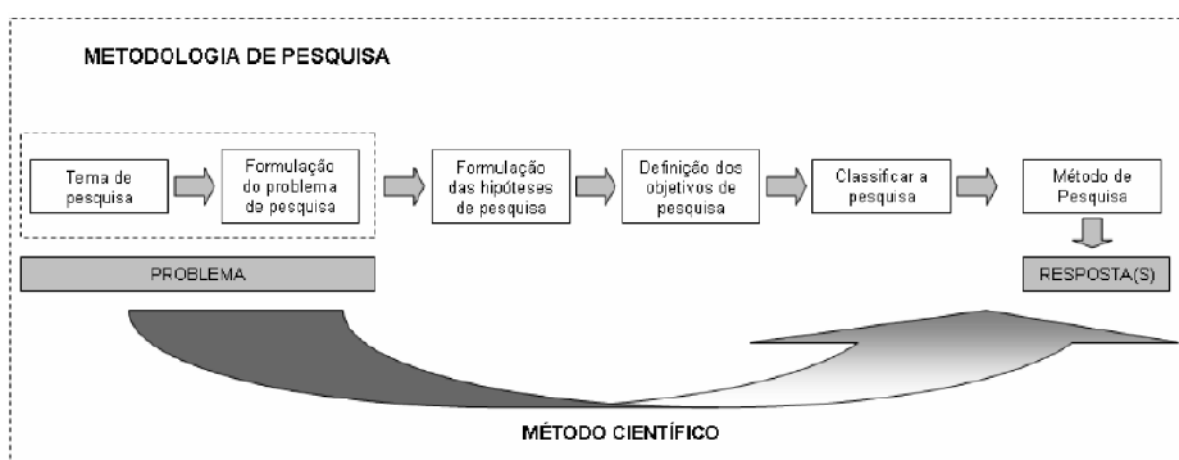 METODOLOGIA DE PESQUISA
Tema de
pesquisa
Formulação
do problema
de pesquisa
Formulação
das hipóteses
de pesquisa
Definição dos
objetivos de
pesquisa
Classificar a
pesquisa
Método de
Pesquisa
PROBLEMA
RESPOSTA(S)
MÉTODO CIENTÍFICO